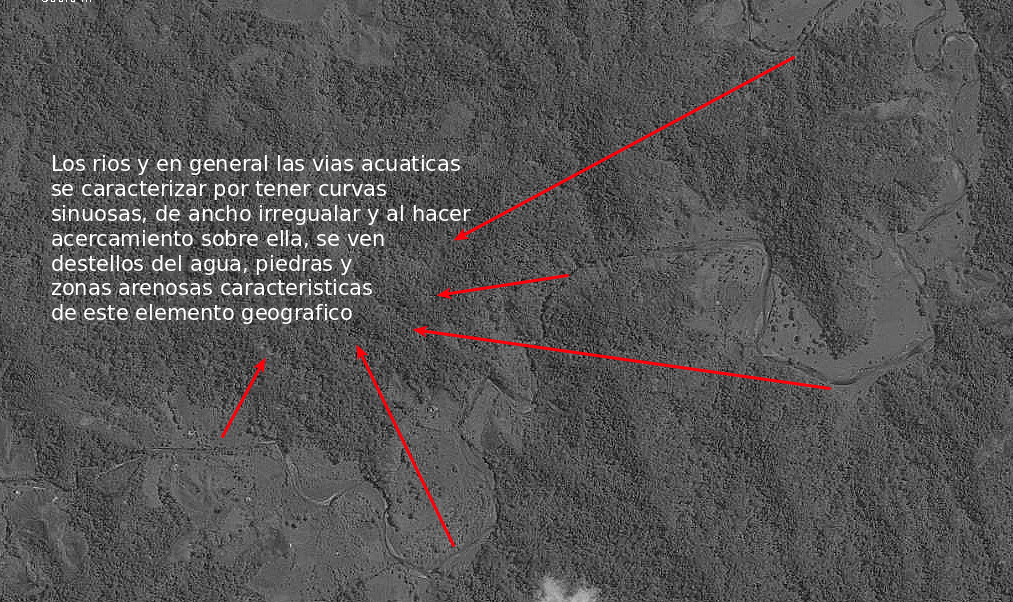 Los rios y en general las vias acuaticas
se caracterizar por tener curvas
sinuosas, de ancho irregualar y al hacer
acercamiento sobre ella, se ven
destellos del agua, piedras y
zonas arenosas caracteristicas
de este elemento geografico